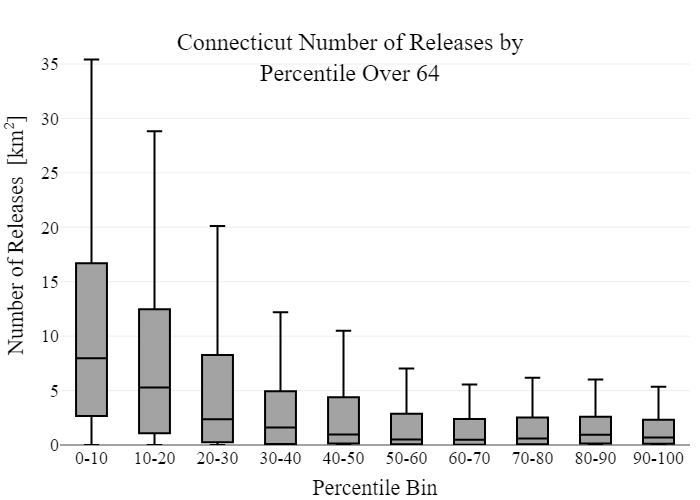 Connecticut Number of Releases by
Percentile Over 64
Number of Releases [km²]
35
30
25
20
15
10
5
0
0-10 10-20 20-30 30-40 40-50 50-60 60-70 70-80 80-90 90-100
Percentile Bin